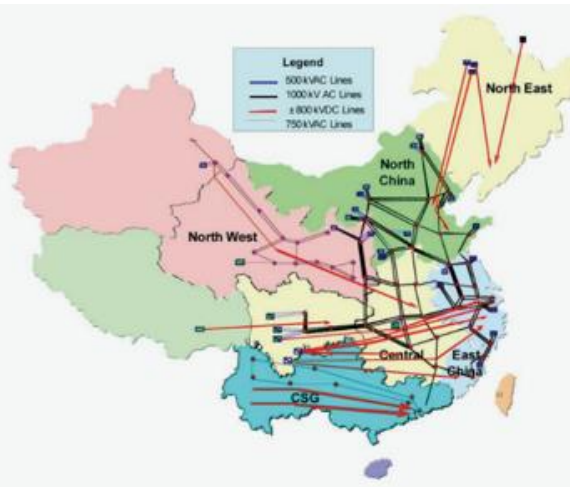 Legend
500 kVAC Lines
1000 kV AC Lines
±800 kVDC Lines
750 kVAC Lines
North East
North
China
North West
Central
East
China
CSG